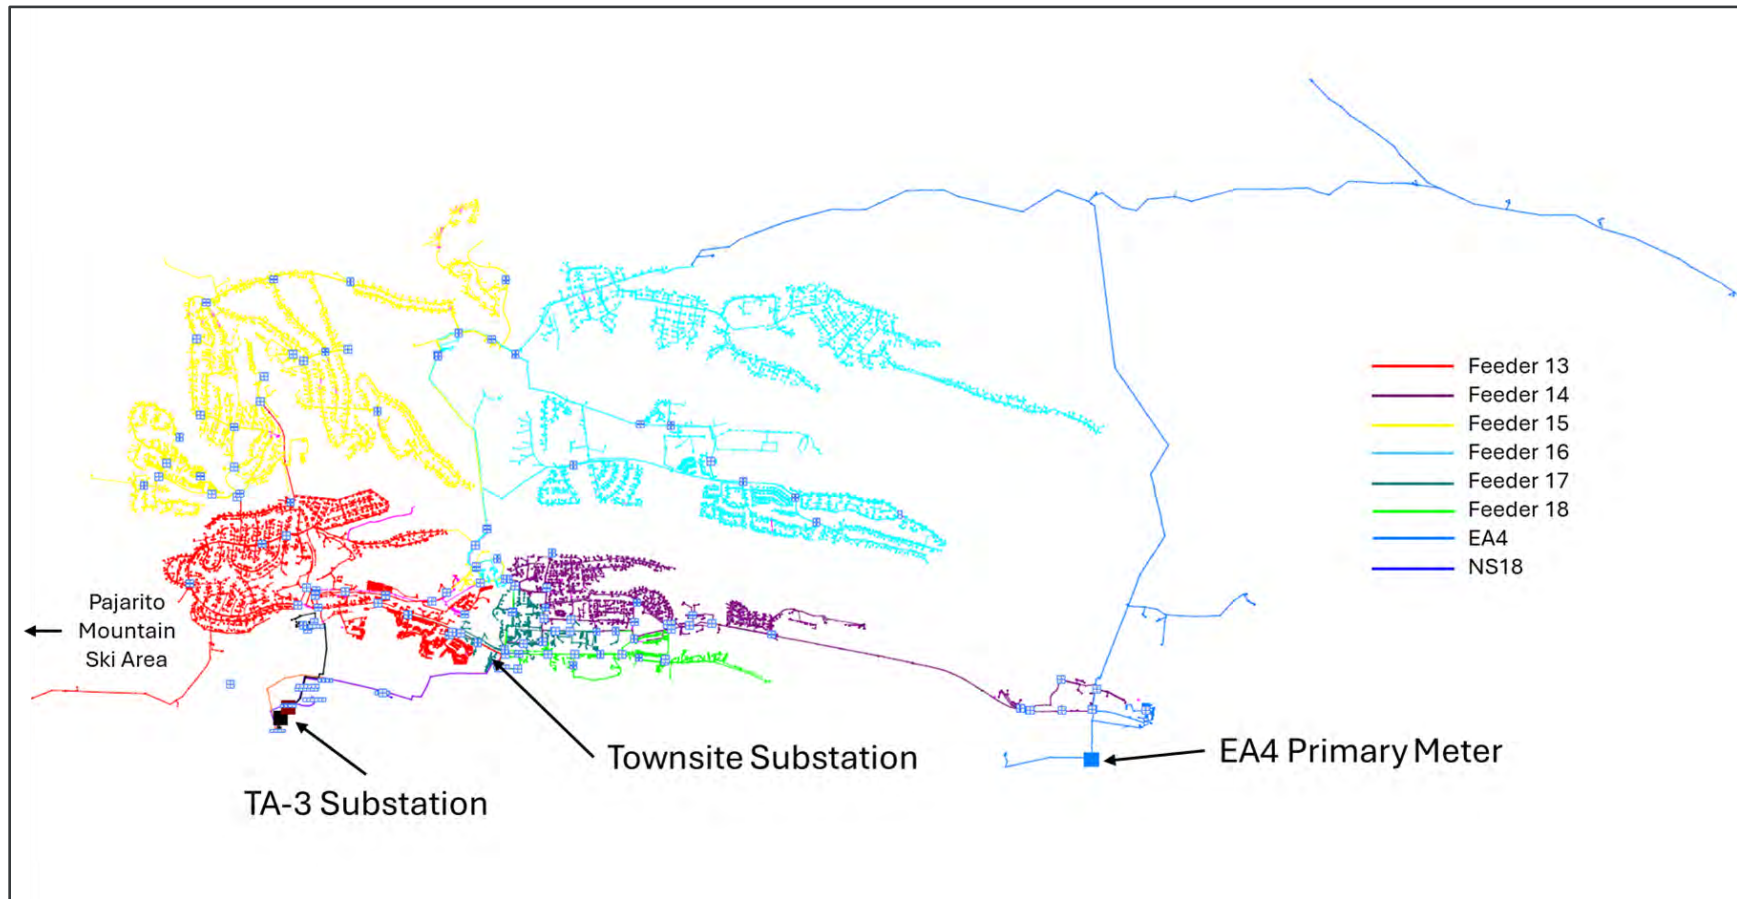 Feeder 13
Feeder 14
Feeder 15
Feeder 16
Feeder 17
Feeder 18
EA4
NS18
Pajarito
Mountain
Ski Area
Townsite Substation
EA4 Primary Meter
TA-3 Substation